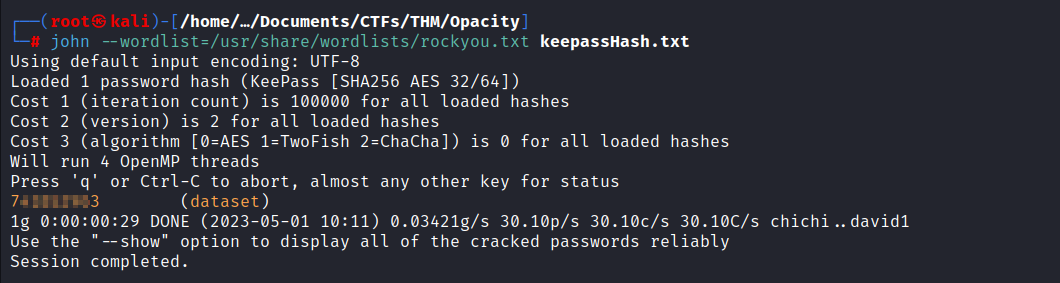 ┌──(root㉿kali)-[/home/…/Documents/CTFs/THM/Opacity]
└─# john --wordlist=/usr/share/wordlists/rockyou.txt keepassHash.txt
Using default input encoding: UTF-8
Loaded 1 password hash (KeePass [SHA256 AES 32/64])
Cost 1 (iteration count) is 100000 for all loaded hashes
Cost 2 (version) is 2 for all loaded hashes
Cost 3 (algorithm [0=AES 1=TwoFish 2=ChaCha]) is 0 for all loaded hashes
Will run 4 OpenMP threads
Press 'q' or Ctrl-C to abort, almost any other key for status
(dataset)
1g 0:00:00:29 DONE (2023-05-01 10:11) 0.03421g/s 30.10p/s 30.10c/s 30.10C/s chichi..david1
Use the "--show" option to display all of the cracked passwords reliably
Session completed.